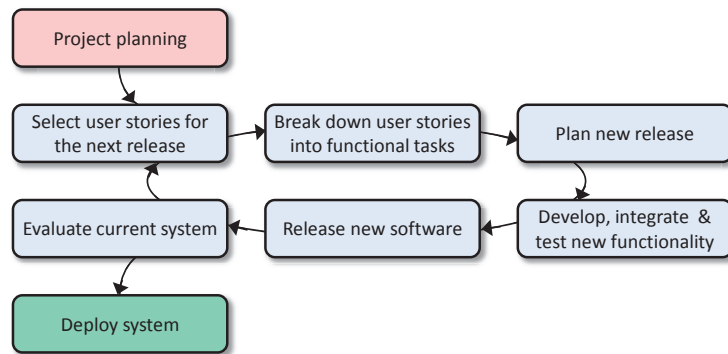 Project planning
Select user stories for
the next release
Break down user stories
into functional tasks
Plan new release
Evaluate current system
Release new software
Develop, integrate &
test new functionality
Deploy system